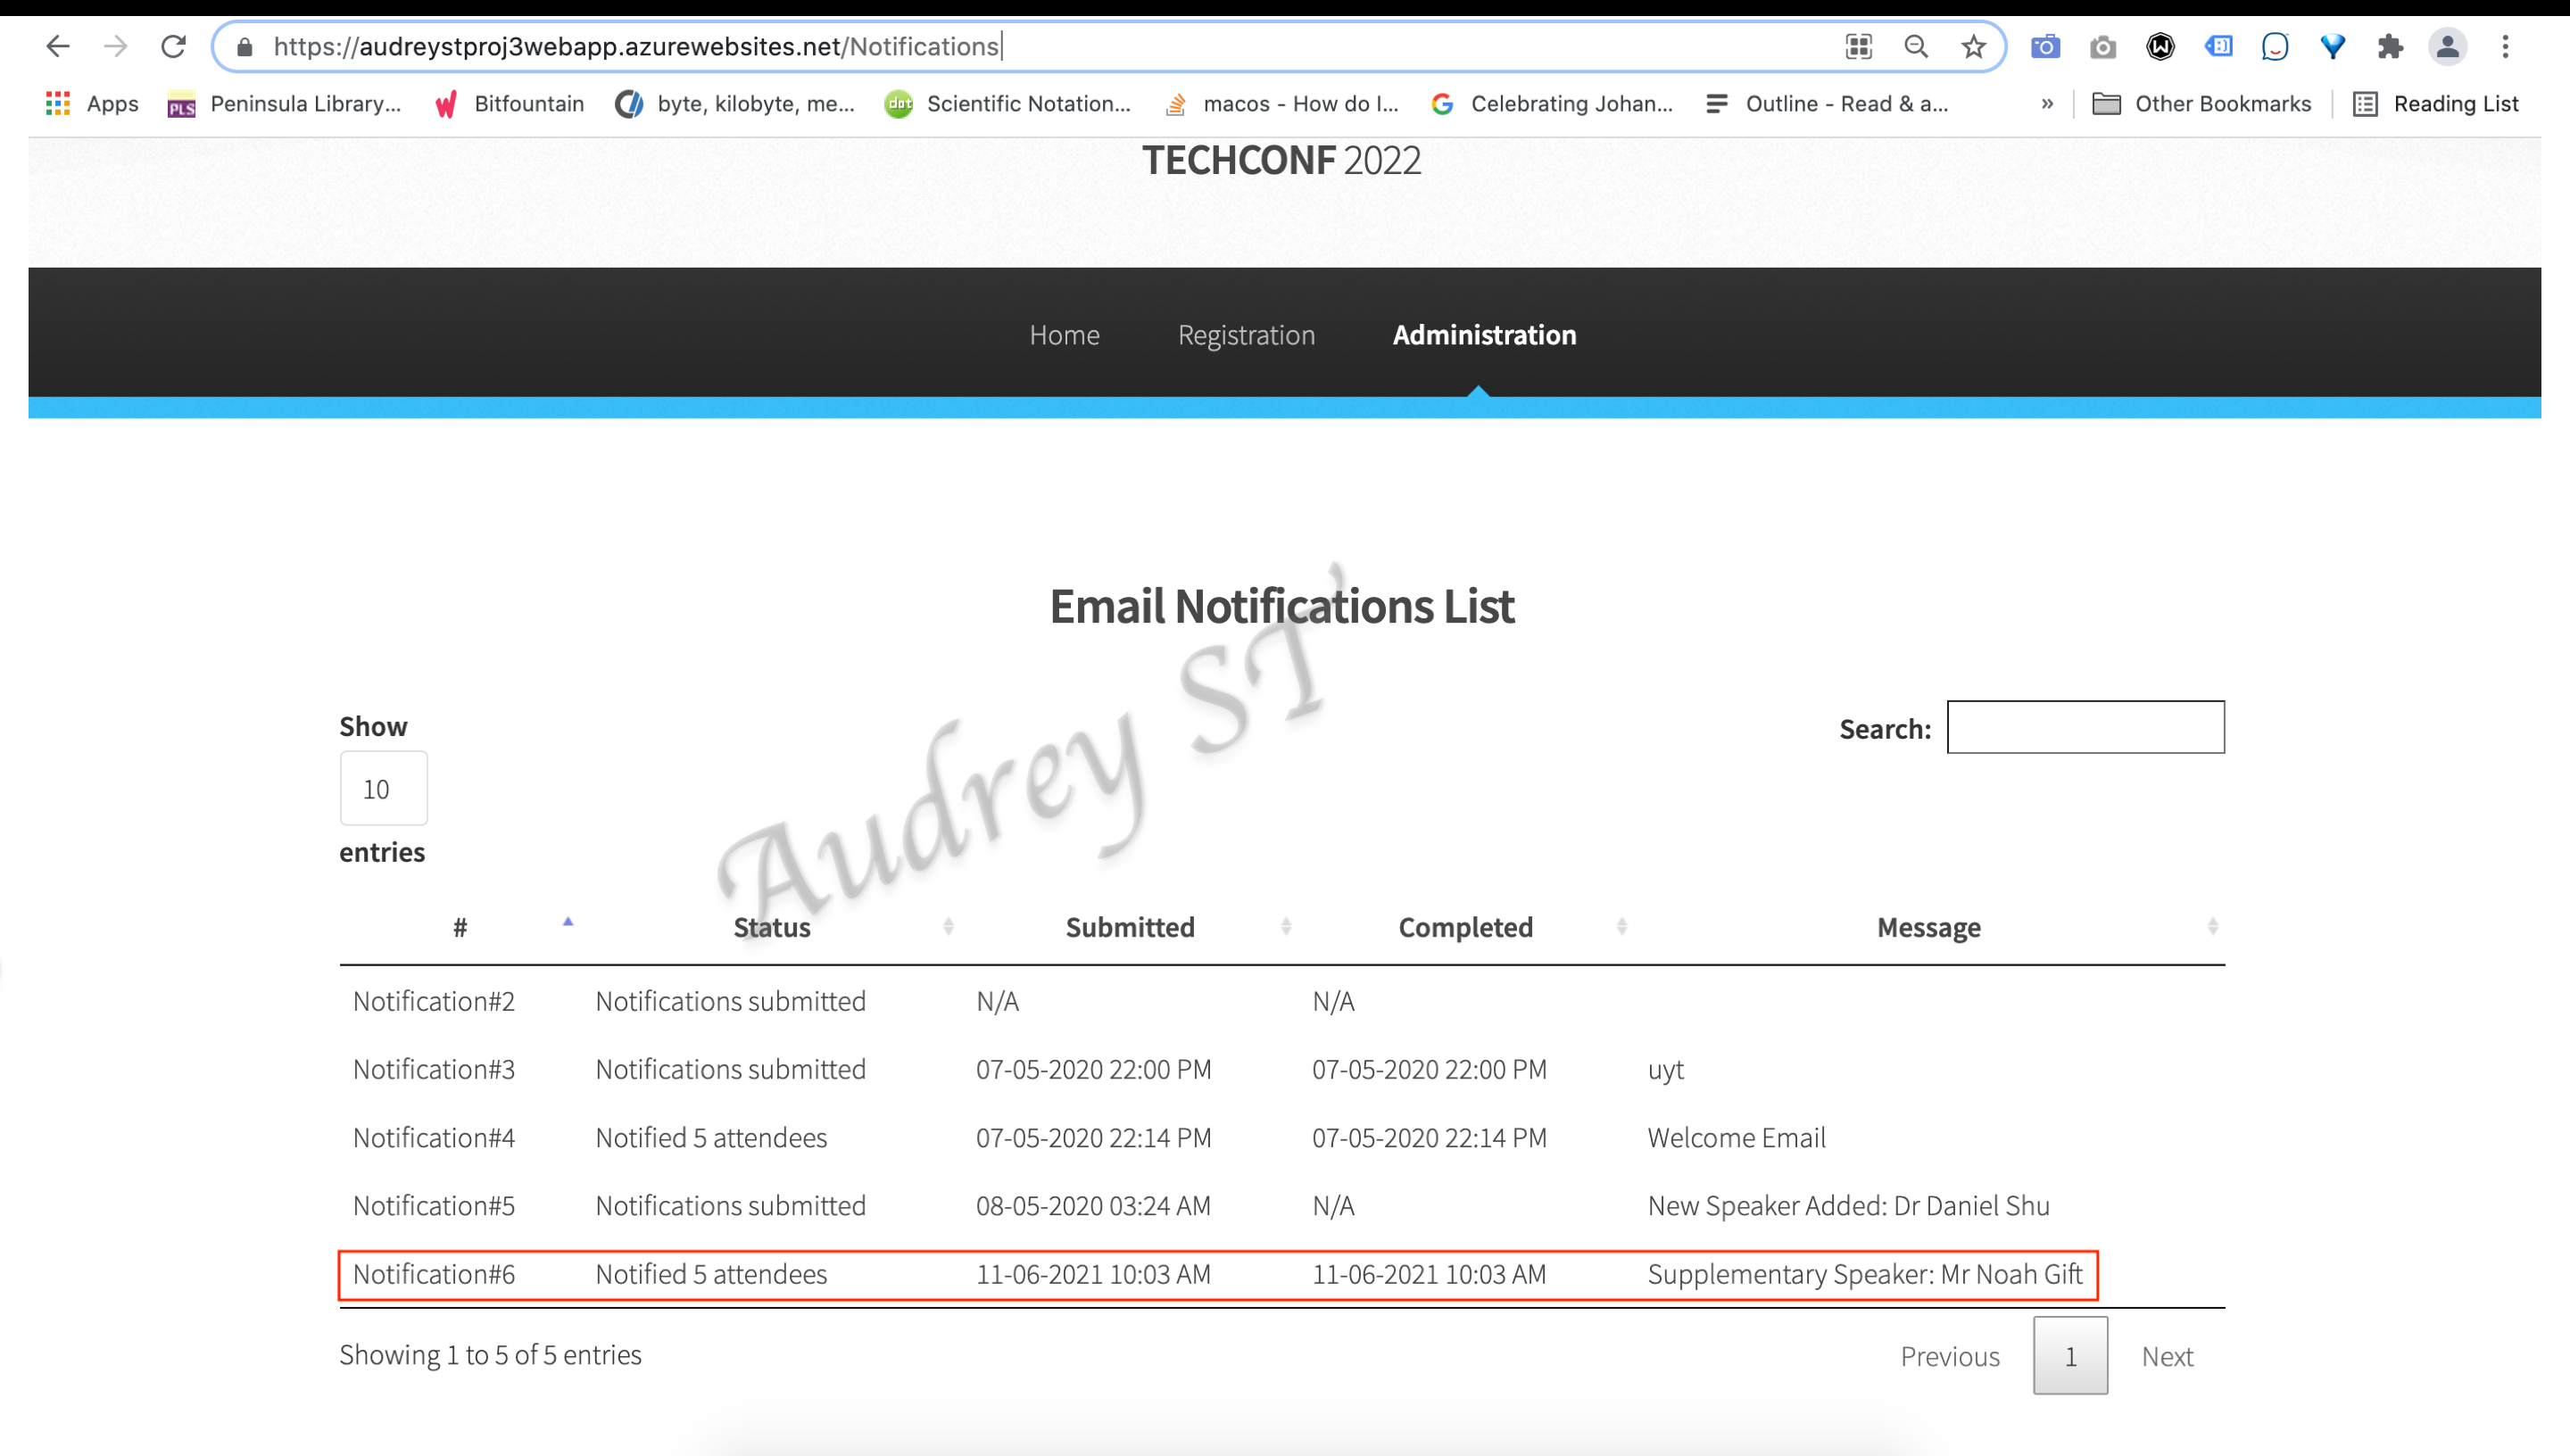 https://audreystproj3webapp.azurewebsites.net/Notifications
Apps PLS Peninsula Library... Bitfountain byte, kilobyte, me... dot Scientific Notation... macos - How do I... Celebrating Johan... Outline - Read & a... » Other Bookmarks Reading List
TECHCONF 2022
Home Registration Administration
Email Notifications List
Audrey ST
Show
10
entries
Search:
# Status Submitted Completed Message
Notification#2 Notifications submitted N/A N/A
Notification#3 Notifications submitted 07-05-2020 22:00 PM 07-05-2020 22:00 PM uyt
Notification#4 Notified 5 attendees 07-05-2020 22:14 PM 07-05-2020 22:14 PM Welcome Email
Notification#5 Notifications submitted 08-05-2020 03:24 AM N/A New Speaker Added: Dr Daniel Shu
Notification#6 Notified 5 attendees 11-06-2021 10:03 AM 11-06-2021 10:03 AM Supplementary Speaker: Mr Noah Gift
Showing 1 to 5 of 5 entries
Previous 1 Next